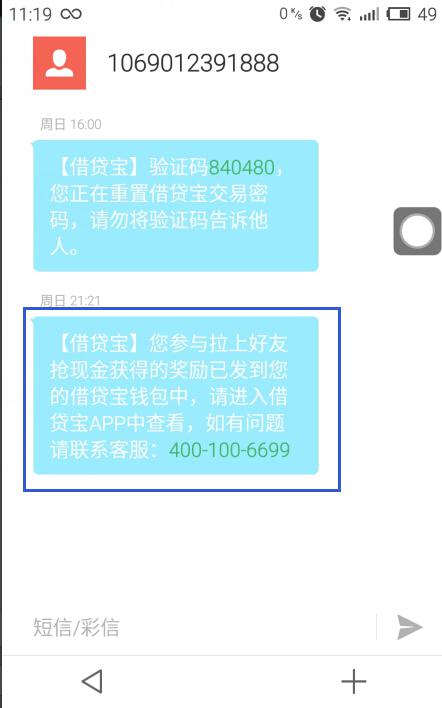 11:19
0 K/s
49
1069012391888
周日 16:00
【借贷宝】验证码840480，
您正在重置借贷宝交易密
码，请勿将验证码告诉他
人。
周日 21:21
【借贷宝】您参与拉上好友
抢现金获得的奖励已发到您
的借贷宝钱包中，请进入借
贷宝APP中查看，如有问题
请联系客服：400-100-6699
短信/彩信